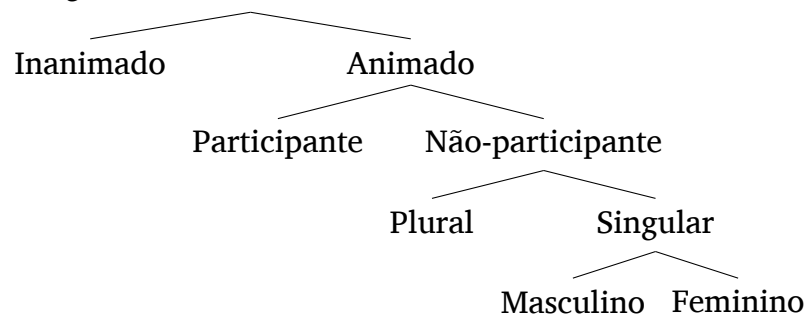 Inanimado Animado
Participante Não-participante
Plural Singular
Masculino Feminino